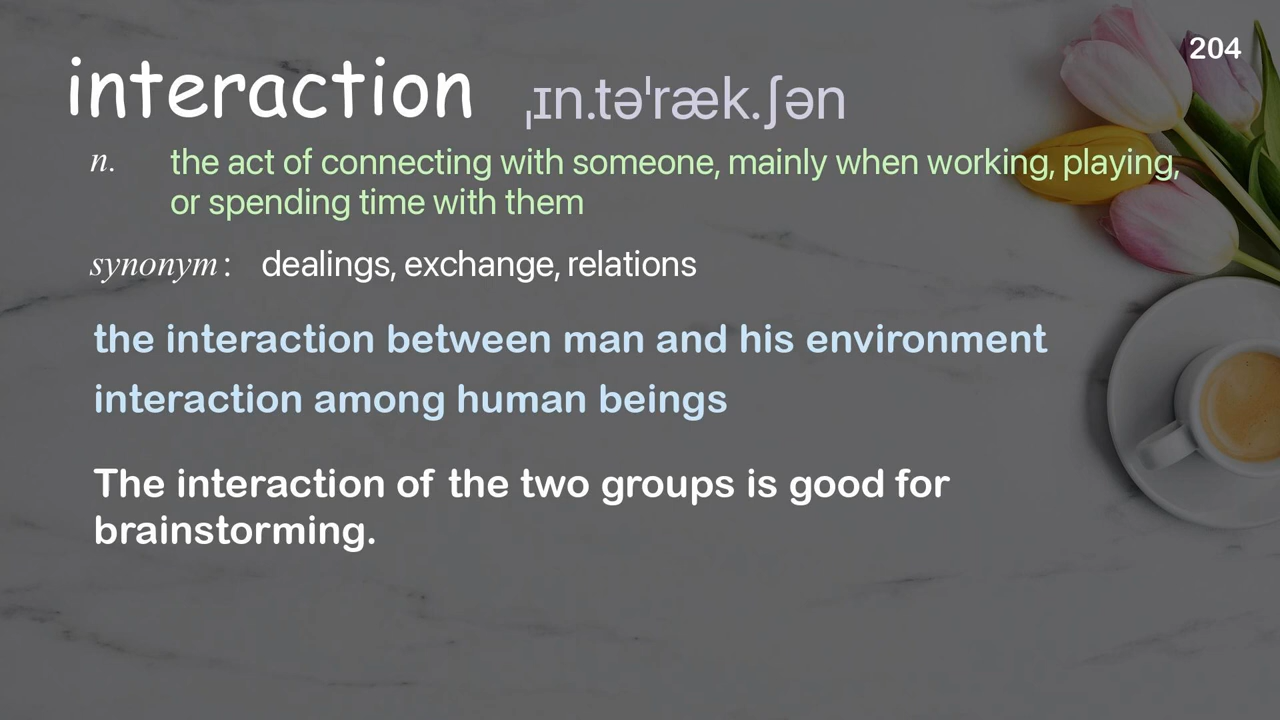 204
interaction ˌɪn.təˈræk.ʃən
n. the act of connecting with someone, mainly when working, playing,
or spending time with them
synonym : dealings, exchange, relations
the interaction between man and his environment
interaction among human beings
The interaction of the two groups is good for
brainstorming.